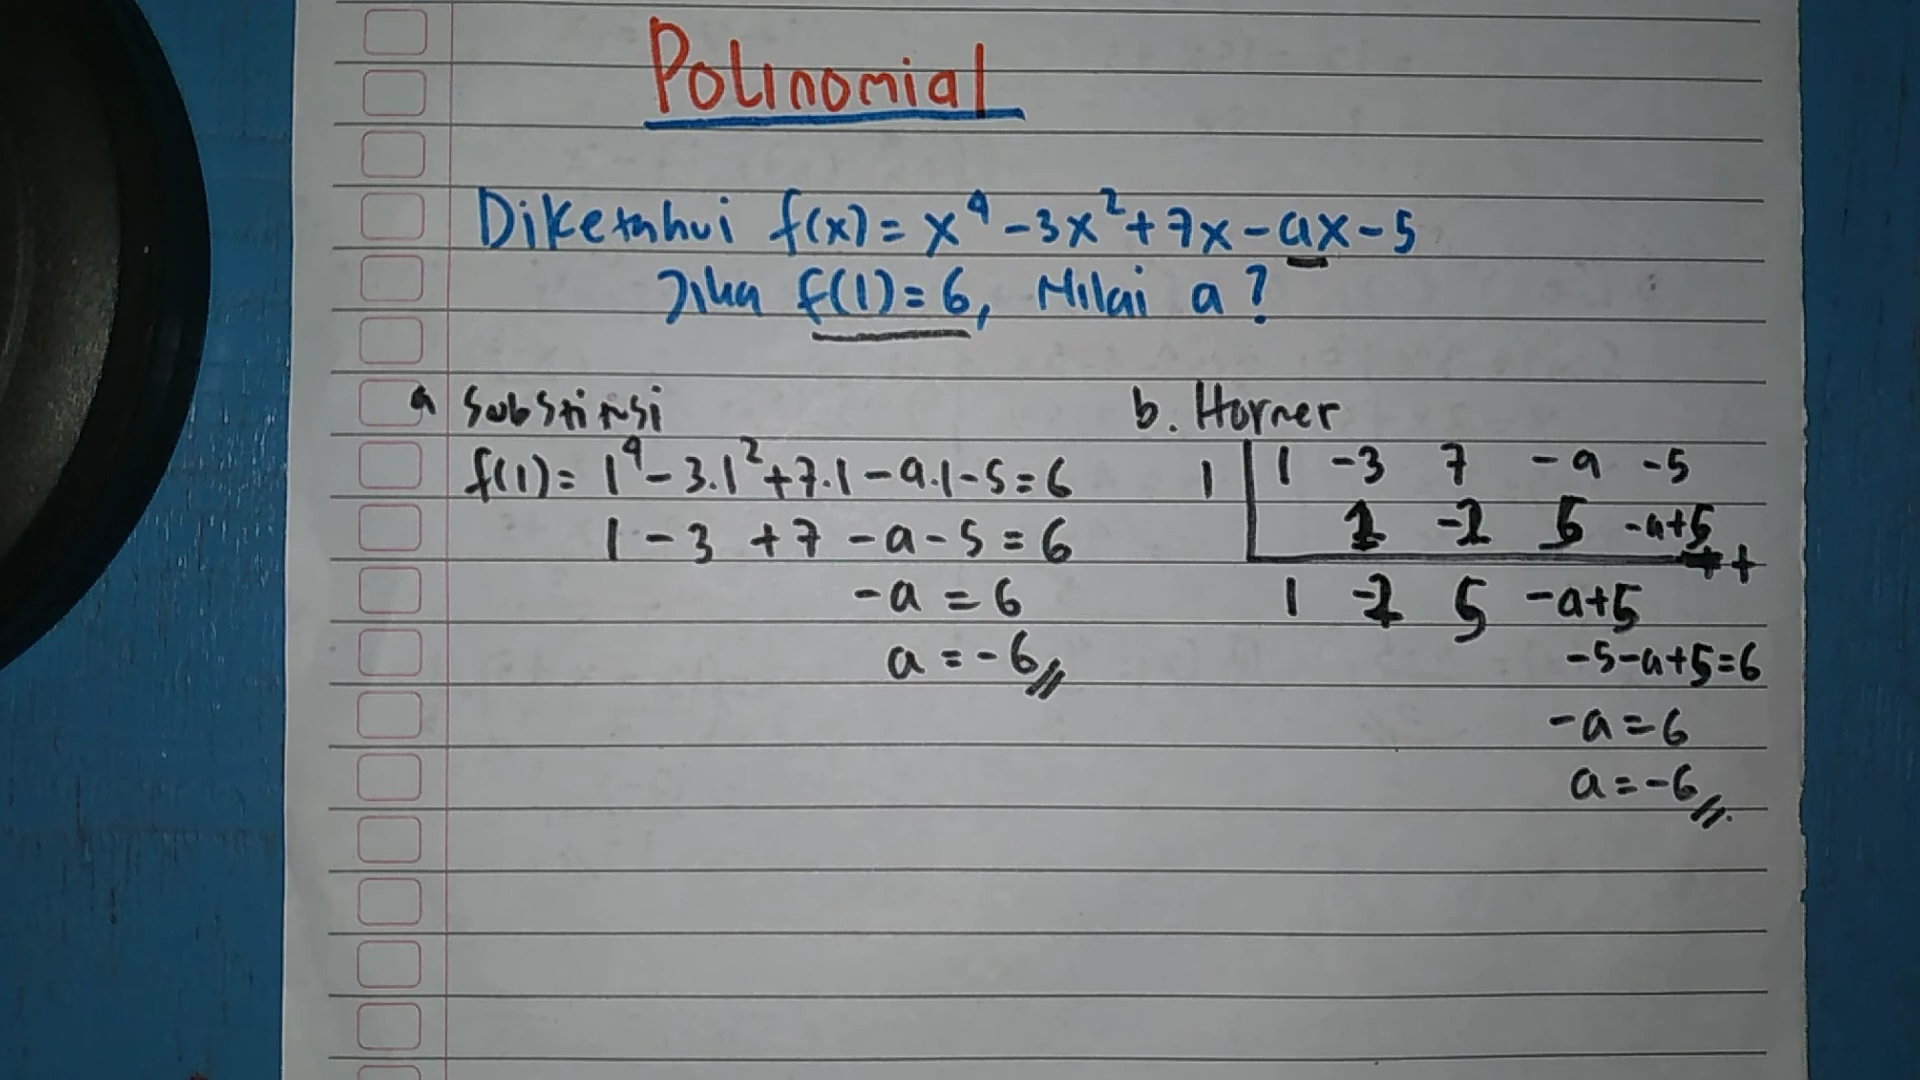 Polinomial
Diketahui f(x) = x⁴ - 3x² + 7x - ax - 5
Jika f(1) = 6, Nilai a ?
a Substitusi
f(1) = 1⁴ - 3.1² + 7.1 - a.1 - 5 = 6
1 - 3 + 7 - a - 5 = 6
-a = 6
a = -6
b. Horner
1 | 1 -3 7 -a -5
1 -2 5 -a+5
+
1 -2 5 -a+5
-5-a+5=6
-a = 6
a = -6